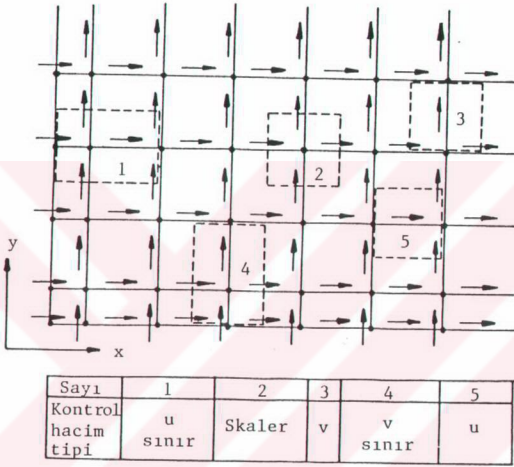 3
1
2
5
y
4
x
Sayı 1 2 3 4 5
Kontrol hacim tipi u sınır Skaler v v sınır u